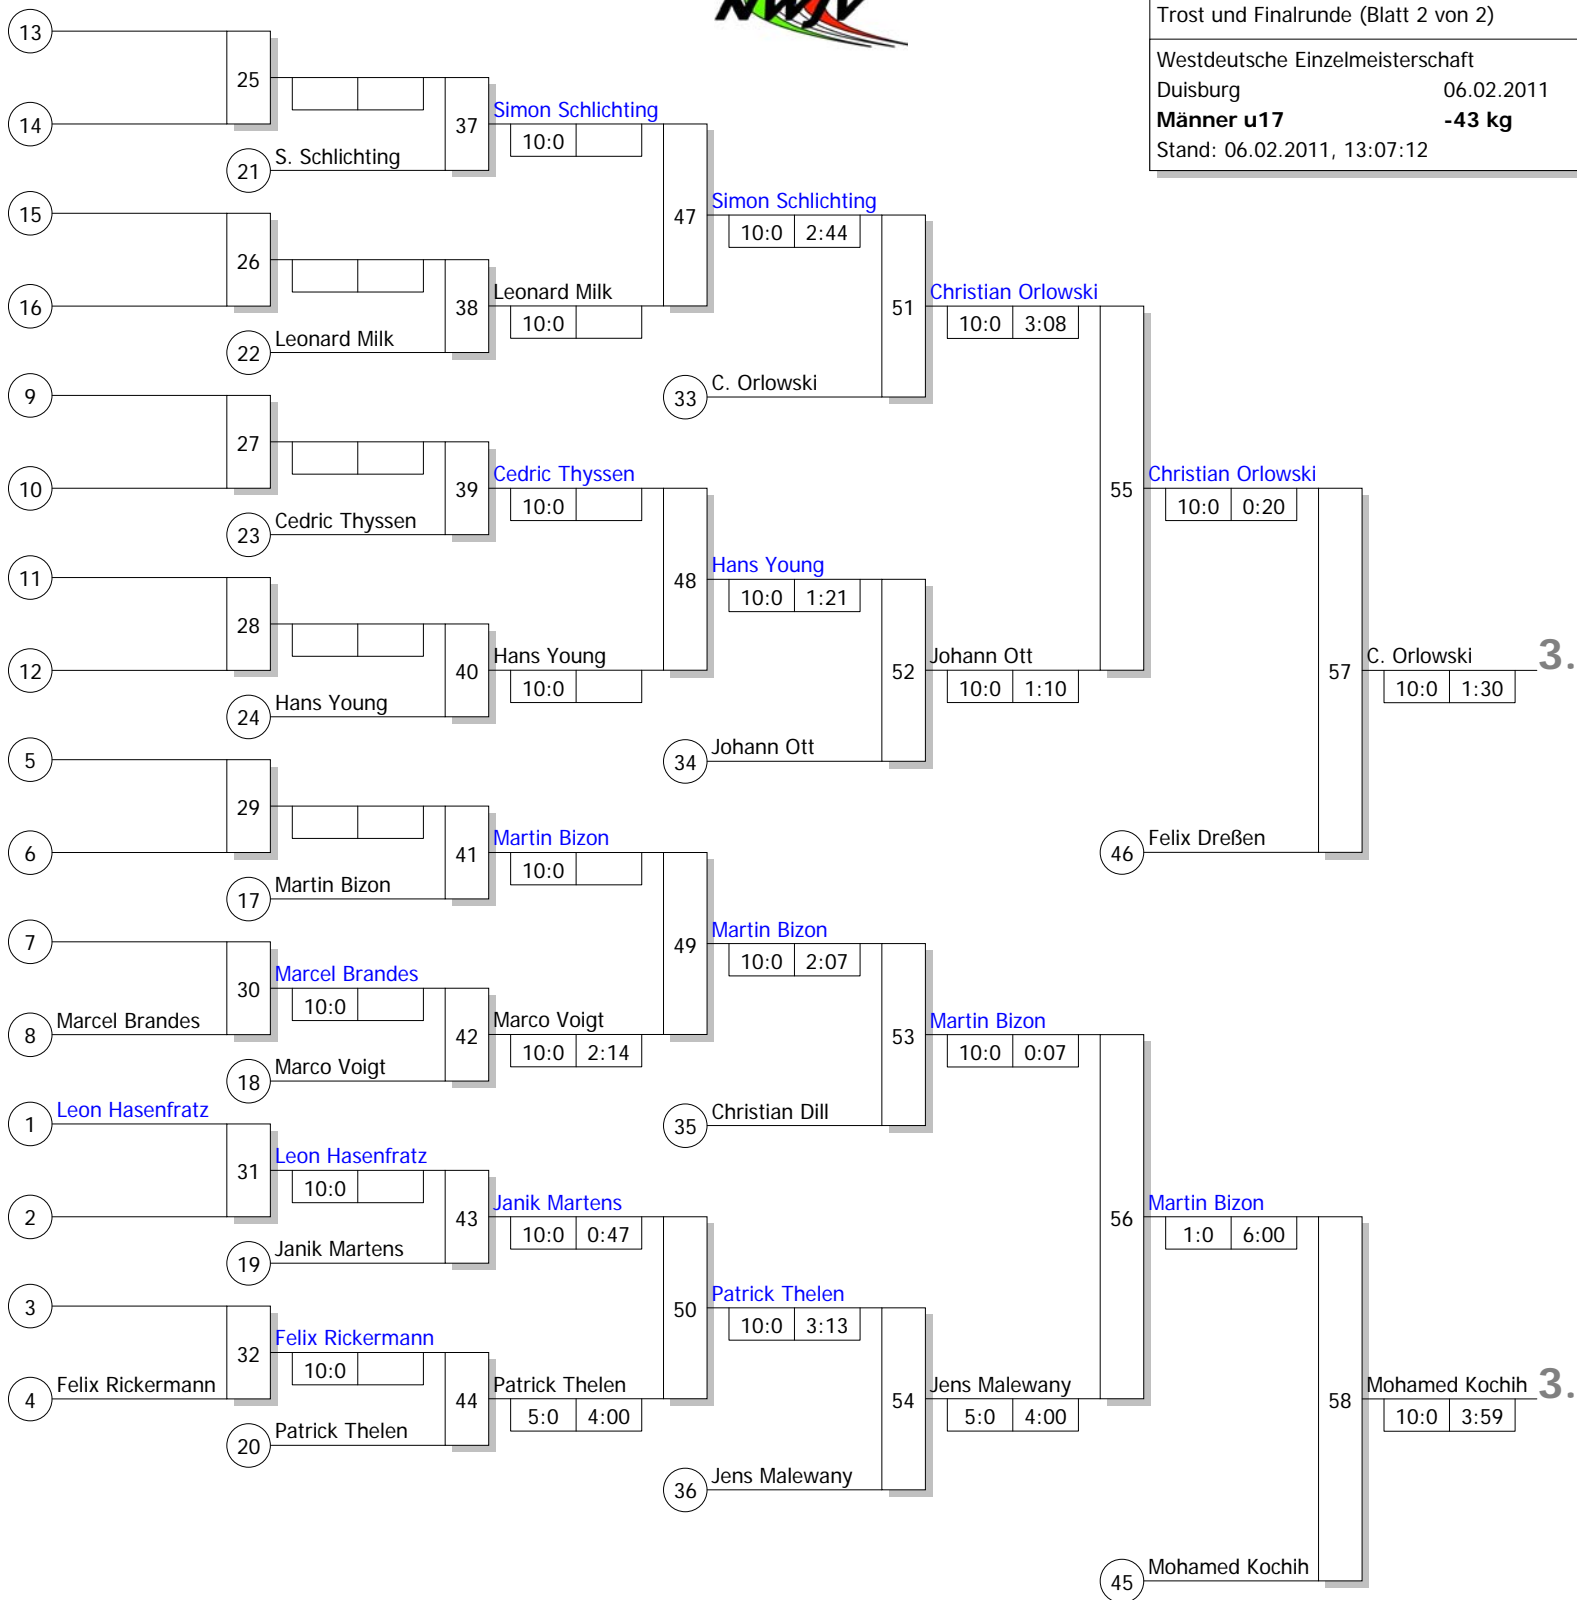 NWJV
Trost und Finalrunde (Blatt 2 von 2)
Westdeutsche Einzelmeisterschaft
Duisburg 06.02.2011
Männer u17 -43 kg
Stand: 06.02.2011, 13:07:12
13
25
14
37
Simon Schlichting
10:0
21 S. Schlichting
15
47
Simon Schlichting
10:0 2:44
26
16
38
Leonard Milk
10:0
22 Leonard Milk
51
Christian Orlowski
10:0 3:08
33 C. Orlowski
9
27
10
39
Cedric Thyssen
10:0
23 Cedric Thyssen
55
Christian Orlowski
10:0 0:20
11
48
Hans Young
10:0 1:21
28
12
40
Hans Young
10:0
24 Hans Young
52
Johann Ott
10:0 1:10
34 Johann Ott
57
C. Orlowski 3.
10:0 1:30
5
29
6
41
Martin Bizon
10:0
17 Martin Bizon
46 Felix Dreßen
7
49
Martin Bizon
10:0 2:07
30
Marcel Brandes
10:0
8 Marcel Brandes
42
Marco Voigt
10:0 2:14
18 Marco Voigt
53
Martin Bizon
10:0 0:07
35 Christian Dill
1 Leon Hasenfratz
31
Leon Hasenfratz
10:0
2
43
Janik Martens
10:0 0:47
19 Janik Martens
56
Martin Bizon
1:0 6:00
3
50
Patrick Thelen
10:0 3:13
32
Felix Rickermann
10:0
4 Felix Rickermann
44
Patrick Thelen
5:0 4:00
20 Patrick Thelen
54
Jens Malewany
5:0 4:00
36 Jens Malewany
58
Mohamed Kochih 3.
10:0 3:59
45 Mohamed Kochih